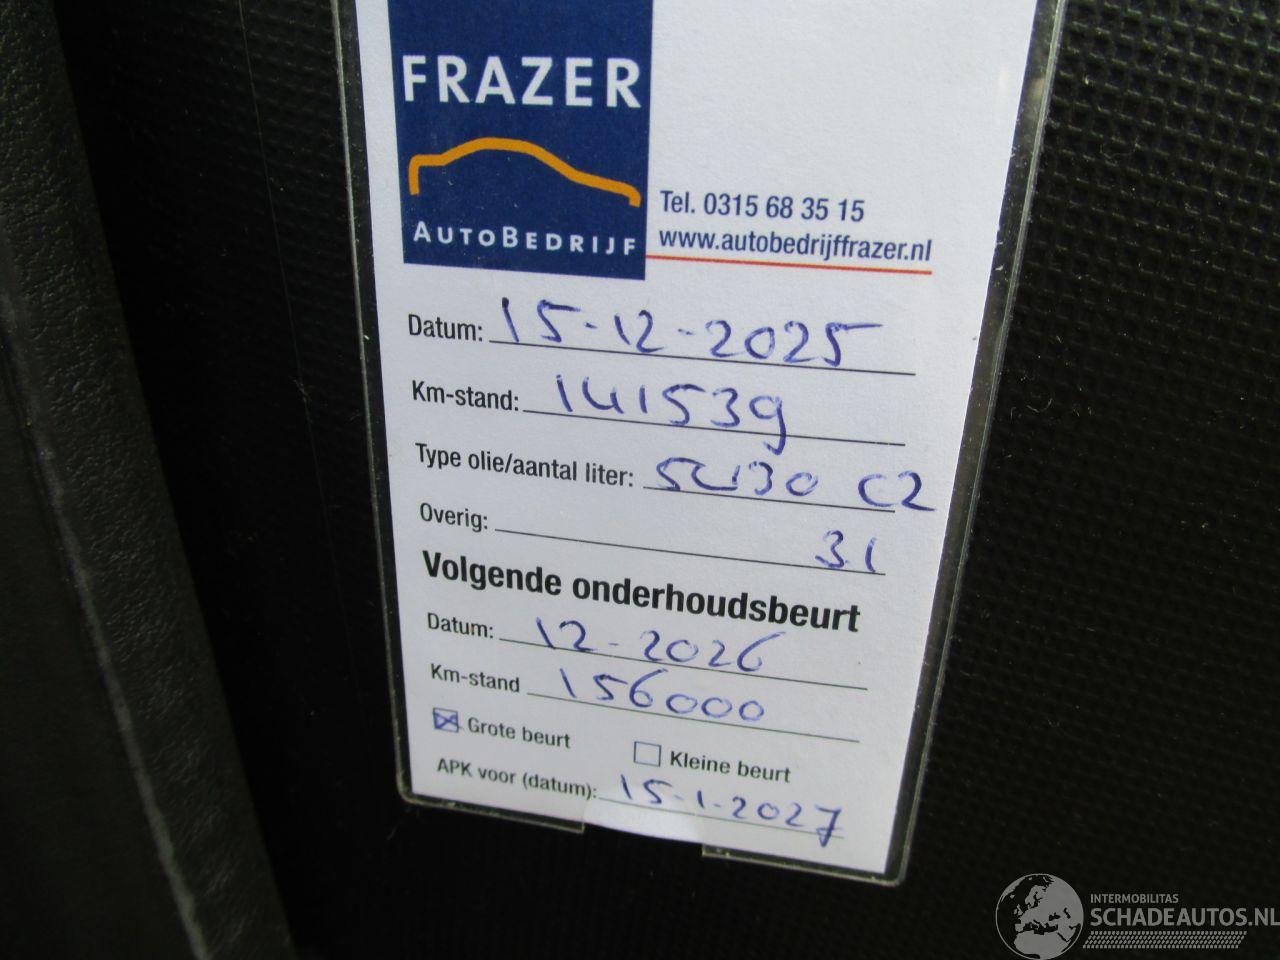 FRAZER
AUTOBEDRIJF
Tel. 0315 68 35 15
www.autobedrijffrazer.nl
Datum: 15-12-2025
Km-stand: 141539
Type olie/aantal liter: 5W30 C2
Overig: 3.1
Volgende onderhoudsbeurt
Datum: 12-2026
Km-stand 156000
Grote beurt Kleine beurt
APK voor (datum): 15-1-2027
INTERMOBILITAS
SCHADEAUTOS.NL